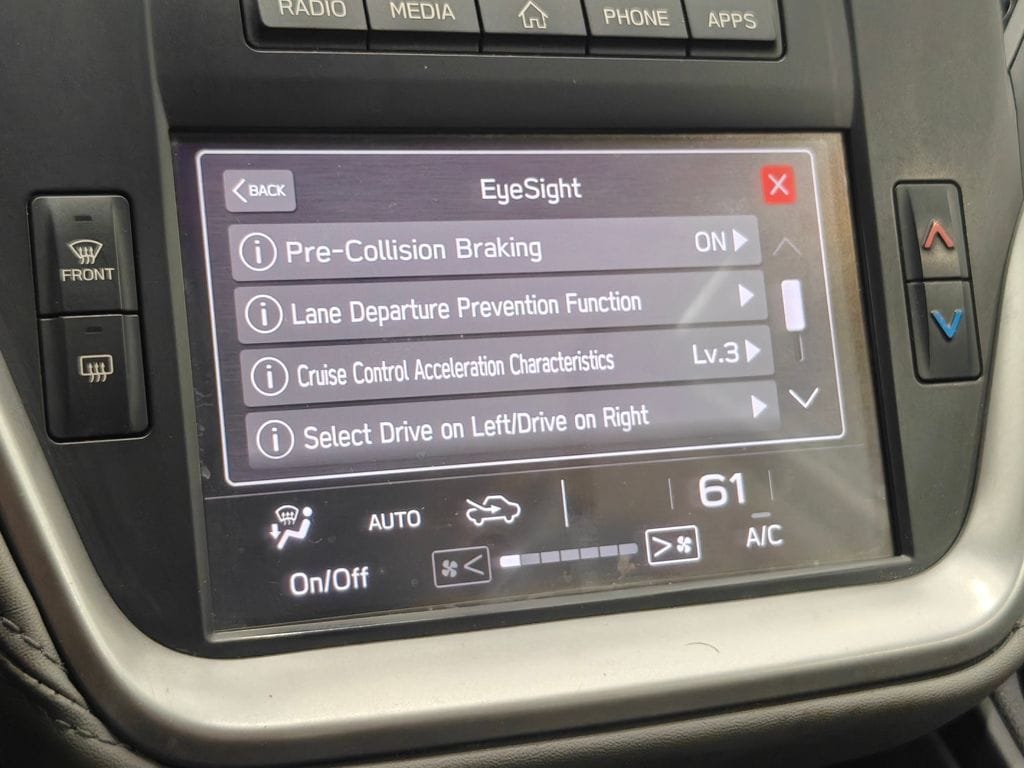 RADIO MEDIA PHONE APPS
BACK EyeSight
Pre-Collision Braking ON
FRONT
Lane Departure Prevention Function
Cruise Control Acceleration Characteristics Lv.3
Select Drive on Left/Drive on Right
AUTO 61
On/Off A/C